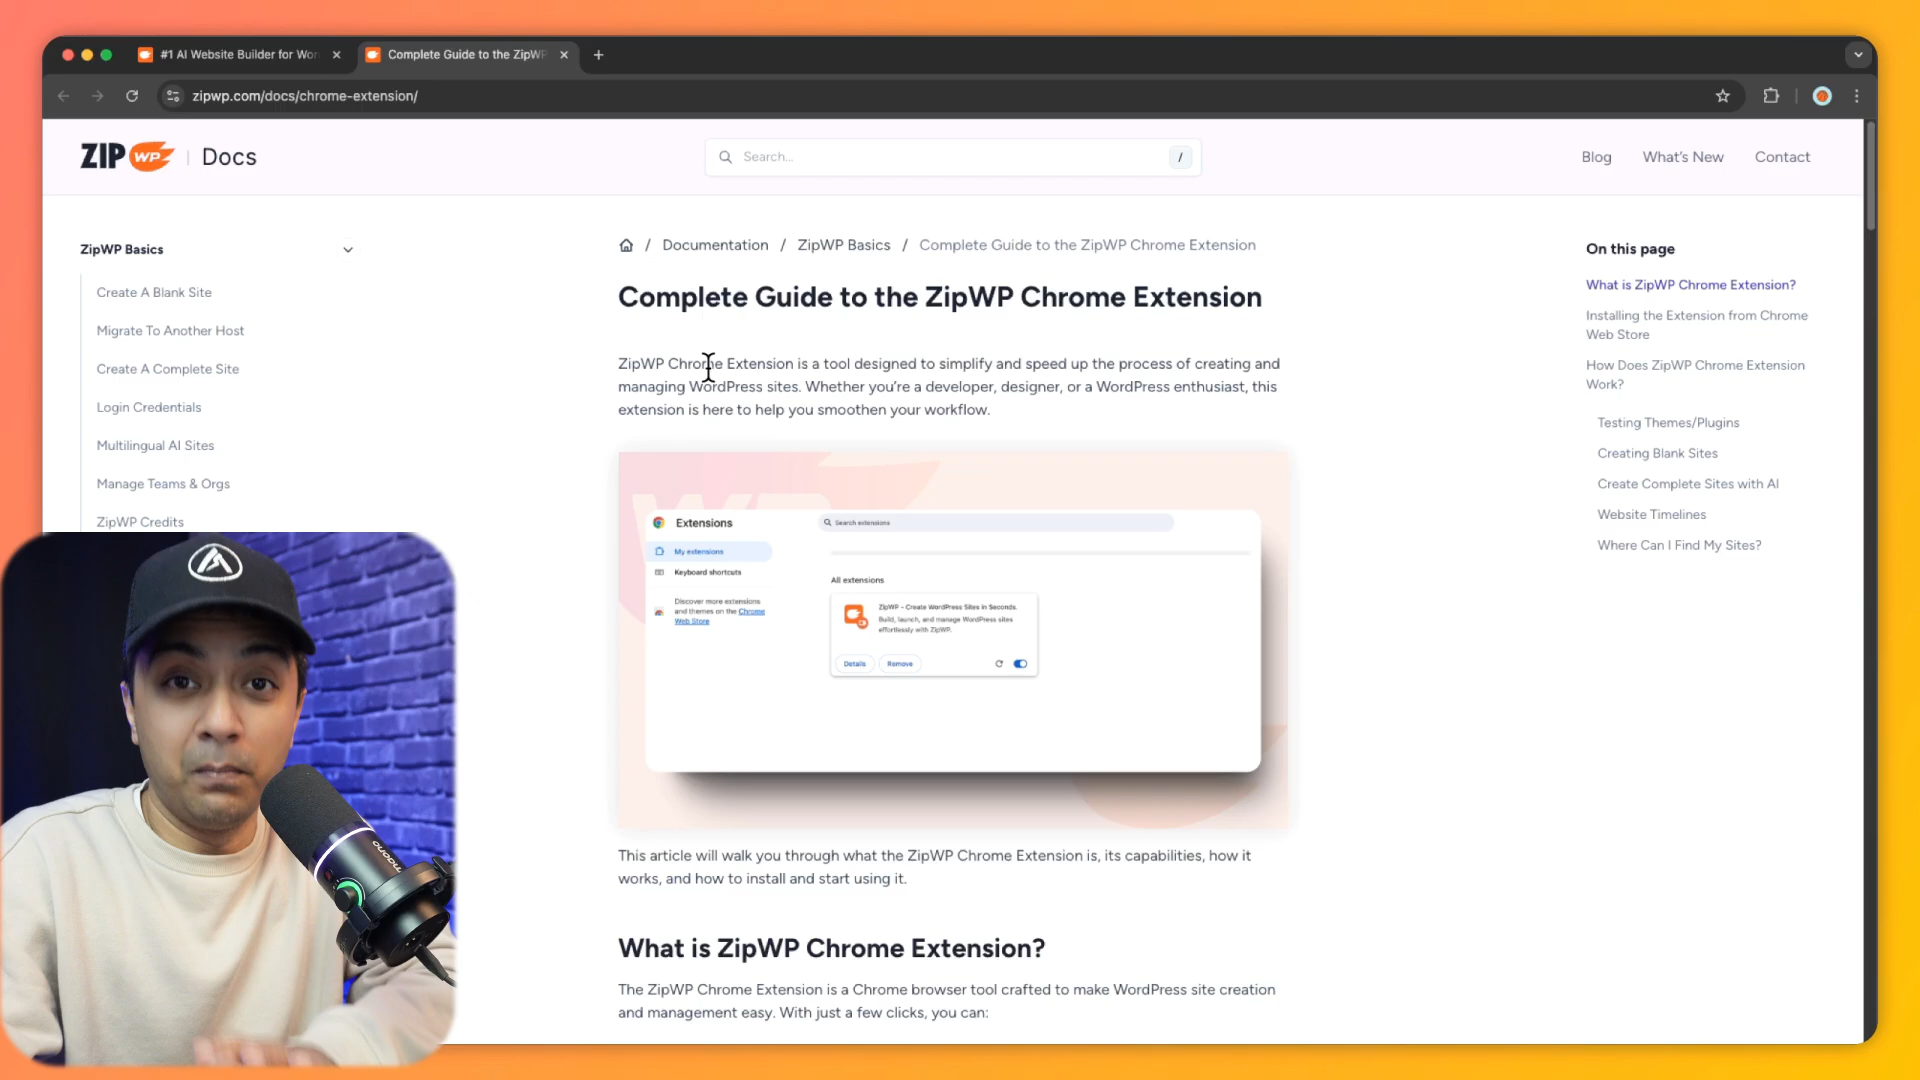 #1 AI Website Builder for Wor
Complete Guide to the ZipWP
zipwp.com/docs/chrome-extension/
ZIP WP Docs
Search...
/
Blog
What's New
Contact
ZipWP Basics
Create A Blank Site
Migrate To Another Host
Create A Complete Site
Login Credentials
Multilingual AI Sites
Manage Teams & Orgs
ZipWP Credits
/ Documentation / ZipWP Basics / Complete Guide to the ZipWP Chrome Extension
Complete Guide to the ZipWP Chrome Extension
ZipWP Chrome Extension is a tool designed to simplify and speed up the process of creating and
managing WordPress sites. Whether you're a developer, designer, or a WordPress enthusiast, this
extension is here to help you smoothen your workflow.
WP
Extensions
Search extensions
My extensions
Keyboard shortcuts
Discover more extensions
and themes on the Chrome
Web Store
All extensions
ZipWP - Create WordPress Sites in Seconds.
Build, launch, and manage WordPress sites
effortlessly with ZipWP.
Details
Remove
This article will walk you through what the ZipWP Chrome Extension is, its capabilities, how it
works, and how to install and start using it.
What is ZipWP Chrome Extension?
The ZipWP Chrome Extension is a Chrome browser tool crafted to make WordPress site creation
and management easy. With just a few clicks, you can:
On this page
What is ZipWP Chrome Extension?
Installing the Extension from Chrome
Web Store
How Does ZipWP Chrome Extension
Work?
Testing Themes/Plugins
Creating Blank Sites
Create Complete Sites with AI
Website Timelines
Where Can I Find My Sites?
maono